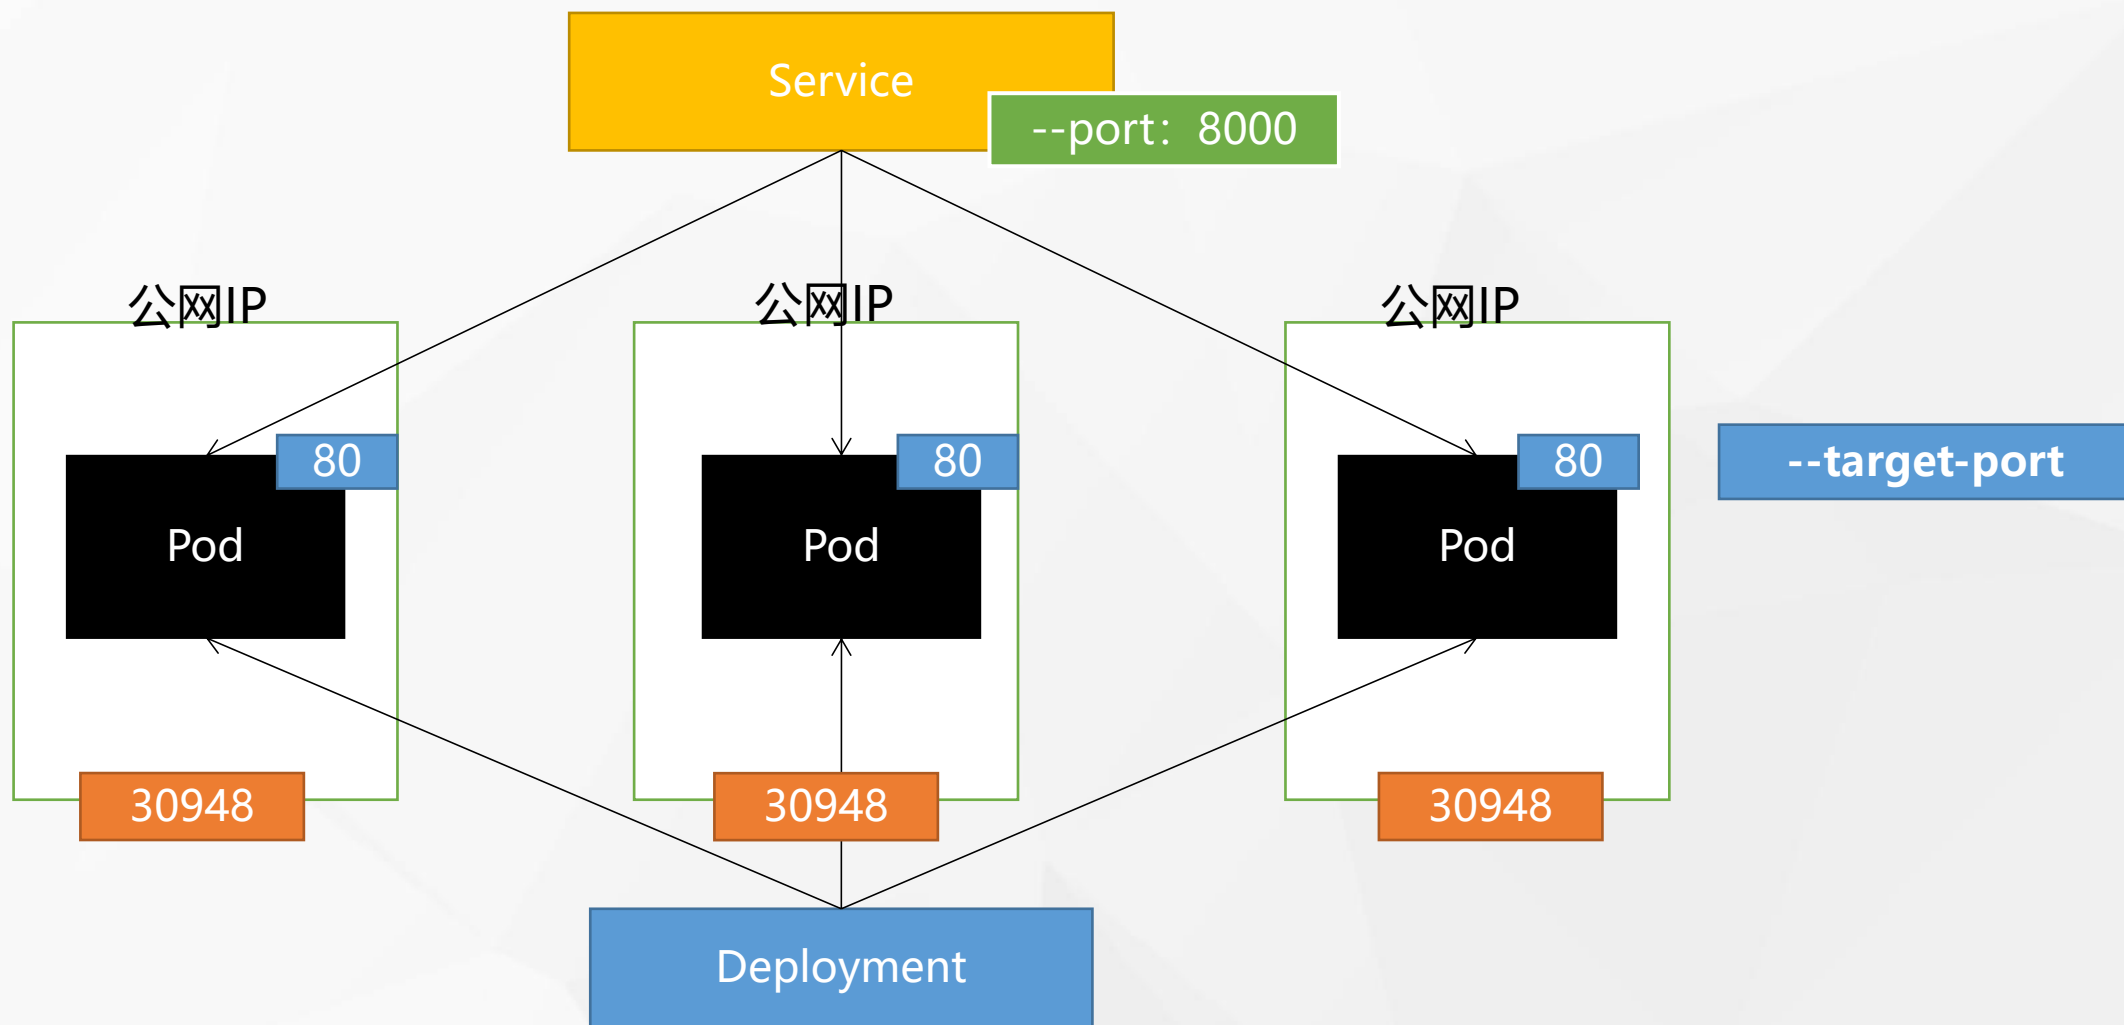 Service
--port：8000
公网IP
公网IP
公网IP
80
80
80
--target-port
Pod
Pod
Pod
30948
30948
30948
Deployment